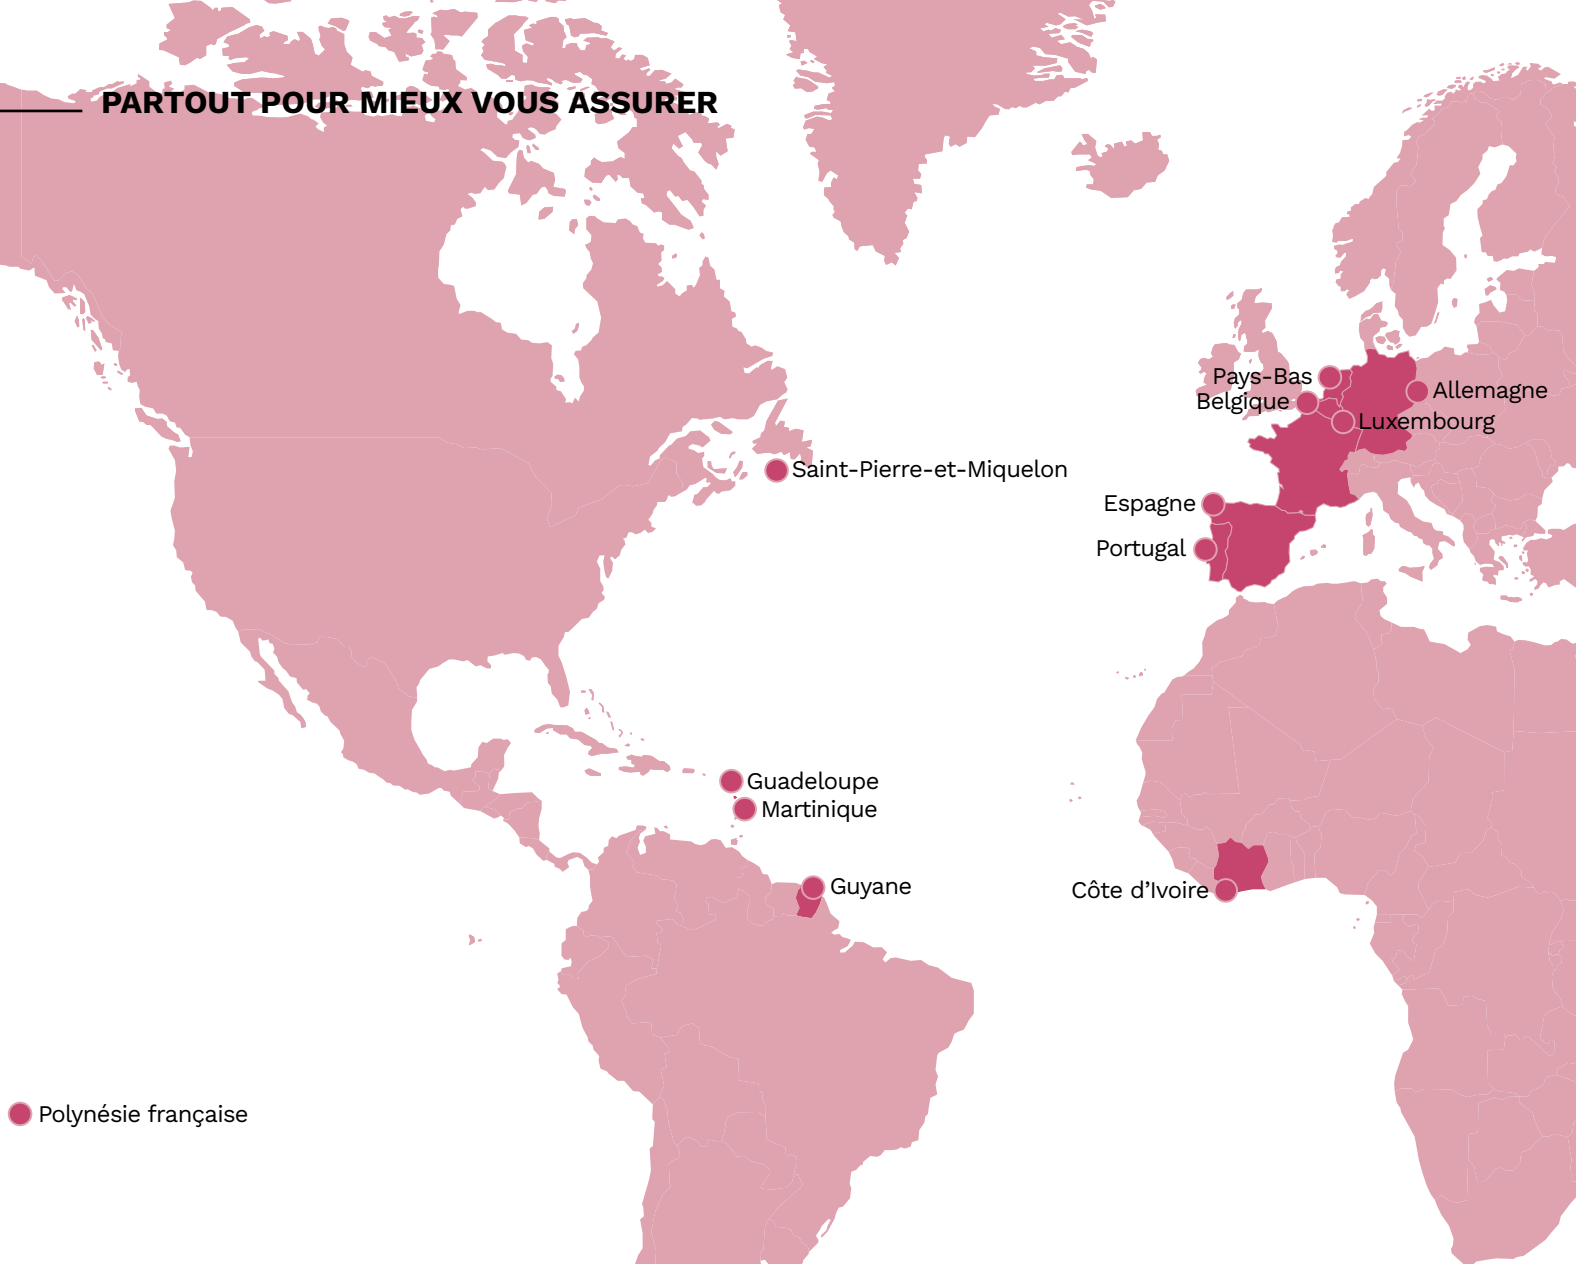 PARTOUT POUR MIEUX VOUS ASSURER
Pays-Bas
Allemagne
Belgique
Luxembourg
Saint-Pierre-et-Miquelon
Espagne
Portugal
Guadeloupe
Martinique
Guyane
Côte d’Ivoire
Polynésie française